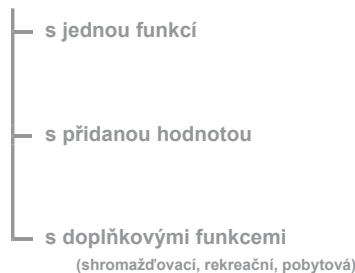 s jednou funkcí
s přidanou hodnotou
s doplňkovými funkcemi
(shromažďovací, rekreační, pobytová)